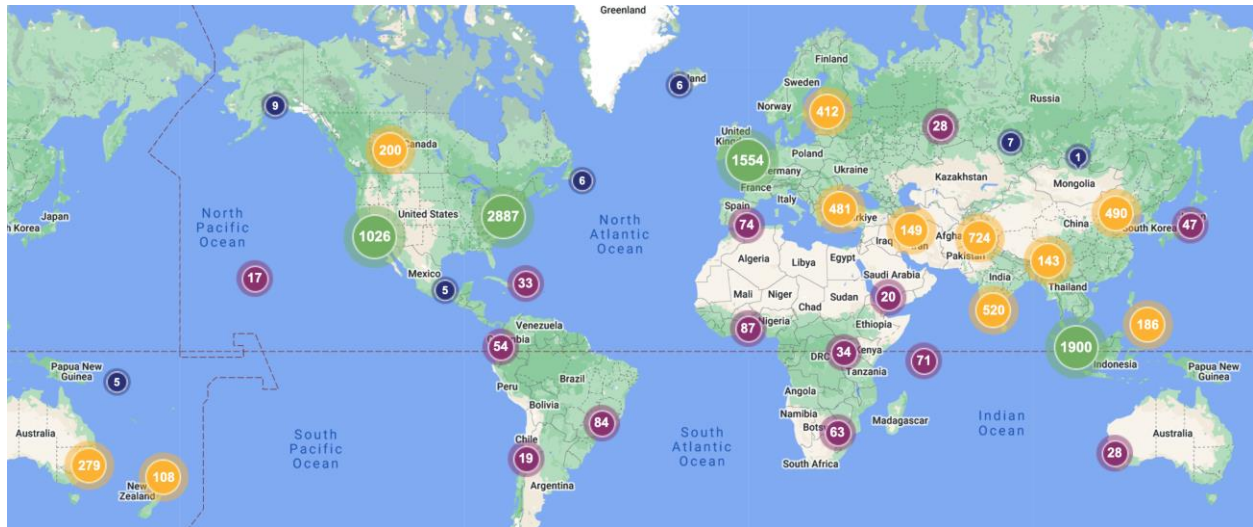 Greenland
Finland
Sweden
Norway
Russia
6
9
412
28
7
1
200
Canada
United
1554
Poland
Germany
Ukraine
Kazakhstan
Mongolia
France
Italy
6
Japan
North
Pacific
Ocean
United States
1026
2887
North
Atlantic
Ocean
Spain
74
481
149
724
490
China
South Korea
47
Iraq
Pakistan
Algeria
Libya
Egypt
143
17
Mexico
5
33
Mali
Niger
Chad
Sudan
Saudi Arabia
20
India
Thailand
520
186
Venezuela
87
Nigeria
Ethiopia
54
DRC
34
Kenya
Tanzania
71
1900
Indonesia
Papua New
Guinea
Papua New
Guinea
5
Peru
Brazil
Bolivia
Angola
Namibia
Madagascar
84
63
Chile
19
South
Pacific
Ocean
South
Atlantic
Ocean
Indian
Ocean
Australia
279
108
New
Zealand
Argentina
South Africa
28
Australia